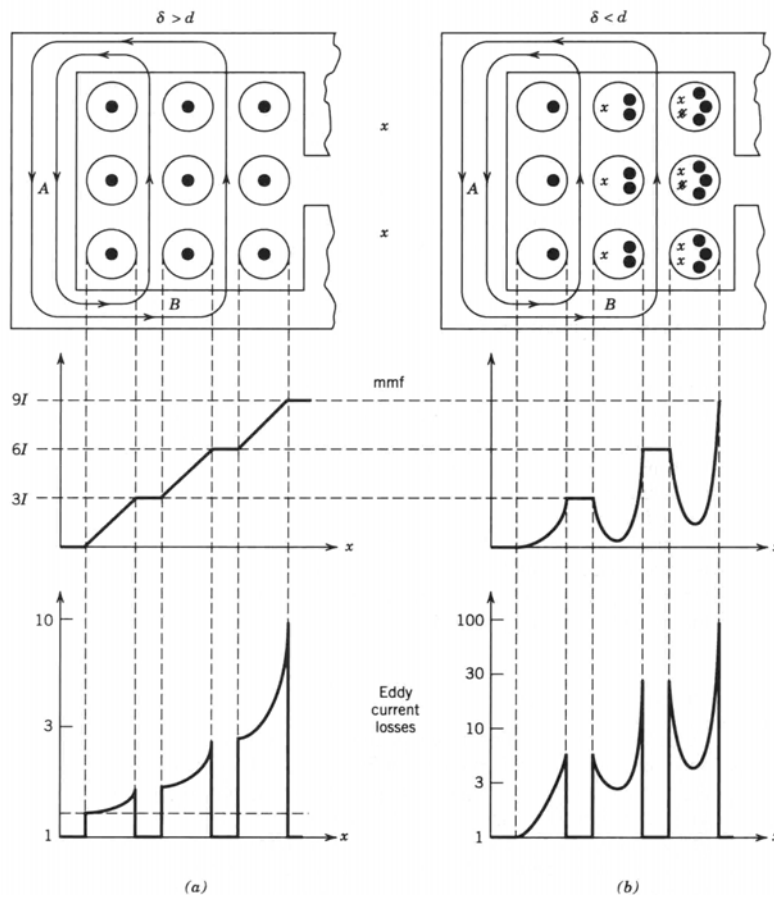 δ > d
δ < d
x
A
x
B
x
x
x
x
x
x
x
x
A
B
mmf
9I
6I
3I
x
x
10
3
1
x
Eddy
current
losses
100
30
10
3
1
x
(a)
(b)